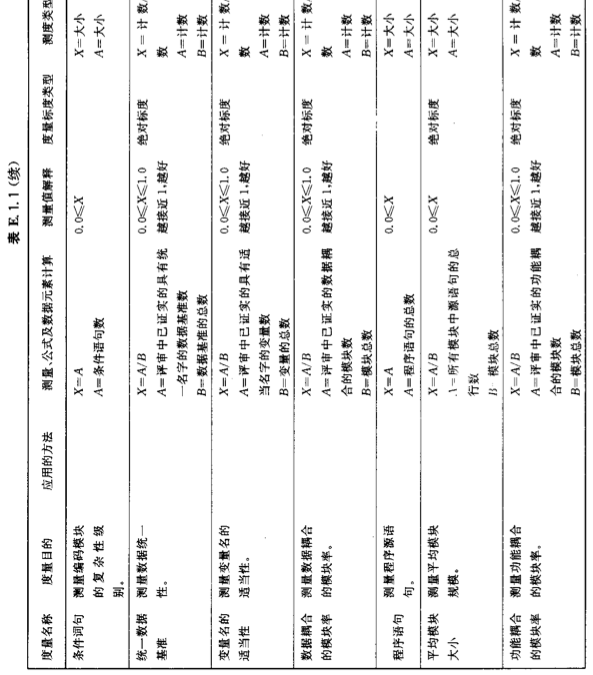 表 E.1.1(续)
度量名称 度量目的 应用的方法 测量、公式及数据元素计算 测量值解释 度量标度类型 测度类型
条件词句
测量编码模块
的复杂性级
别。
X=A
A=条件语句数
0.0≤X
X=大小
A=大小
统一数据
基准
测量数据统一
性。
X=A/B
A=评审中已证实的具有统
一名字的数据基准数
B=数据基准的总数
0.0≤X≤1.0
越接近 1,越好
绝对标度
X=计 数/
数
A=计数
B=计数
变量名的
适当性
测量变量名的
适当性。
X=A/B
A=评审中已证实的具有适
当名字的变量数
B=变量的总数
0.0≤X≤1.0
越接近 1,越好
绝对标度
X=计 数/
数
A=计数
B=计数
数据耦合
的模块率
测量数据耦合
的模块率。
X=A/B
A=评审中已证实的数据耦
合的模块数
B=模块总数
0.0≤X≤1.0
越接近 1,越好
绝对标度
X=计 数/
数
A=计数
B=计数
程序语句
测量程序源语
句。
X=A
A=程序语句的总数
0.0≤X
X=大小
A=大小
平均模块
大小
测量平均模块
规模。
X=A/B
A=所有模块中源语句的总
行数
B 模块总数
0.0≤X
绝对标度
X=大小
A=大小
功能耦合
的模块率
测量功能耦合
的模块率。
X=A/B
A=评审中已证实的功能耦
合的模块数
B=模块总数
0.0≤X≤1.0
越接近 1,越好
绝对标度
X=计 数/
数
A=计数
B=计数